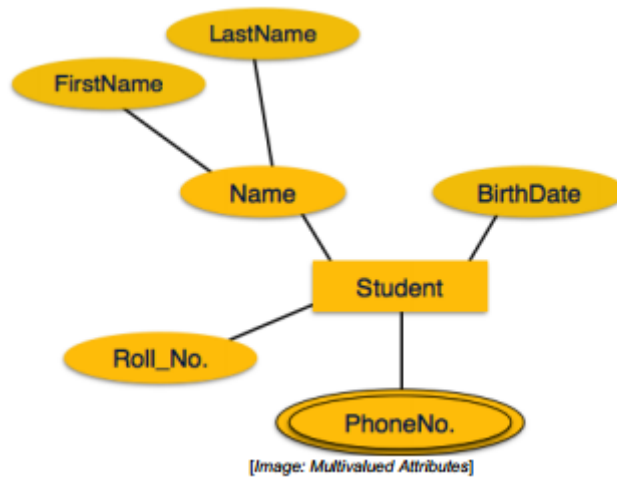 LastName
FirstName
Name
BirthDate
Student
Roll_No.
PhoneNo.
[Image: Multivalued Attributes]